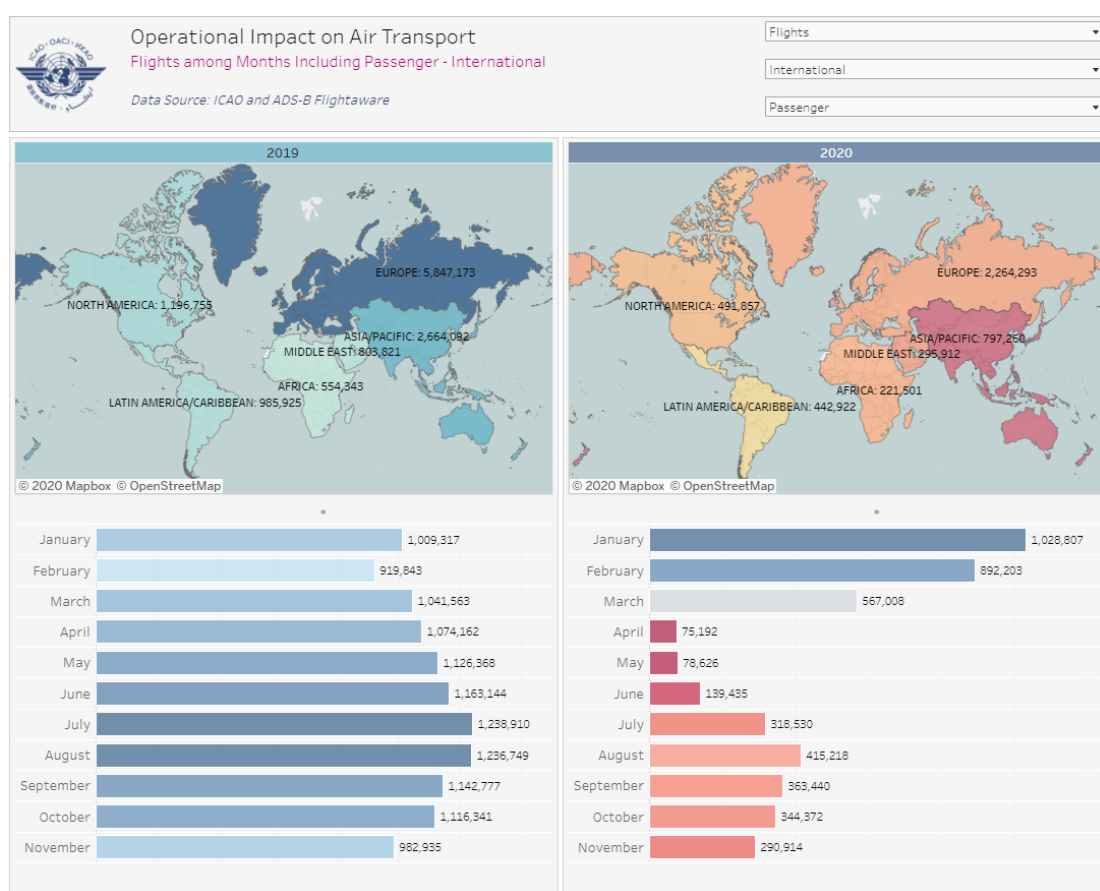 ICAO · OACI · ИКАО
Operational Impact on Air Transport
Flights among Months Including Passenger - International
Data Source: ICAO and ADS-B Flightaware
Flights
International
Passenger
2019
EUROPE: 5,847,173
NORTH AMERICA: 1,196,755
ASIA/PACIFIC: 2,664,092
MIDDLE EAST: 803,821
AFRICA: 554,343
LATIN AMERICA/CARIBBEAN: 985,925
© 2020 Mapbox © OpenStreetMap
*
January 1,009,317
February 919,843
March 1,041,563
April 1,074,162
May 1,126,368
June 1,163,144
July 1,238,910
August 1,236,749
September 1,142,777
October 1,116,341
November 982,935
2020
EUROPE: 2,264,293
NORTH AMERICA: 491,857
ASIA/PACIFIC: 797,260
MIDDLE EAST: 295,912
AFRICA: 221,501
LATIN AMERICA/CARIBBEAN: 442,922
© 2020 Mapbox © OpenStreetMap
*
January 1,028,807
February 892,203
March 567,008
April 75,192
May 78,626
June 139,435
July 318,530
August 415,218
September 363,440
October 344,372
November 290,914